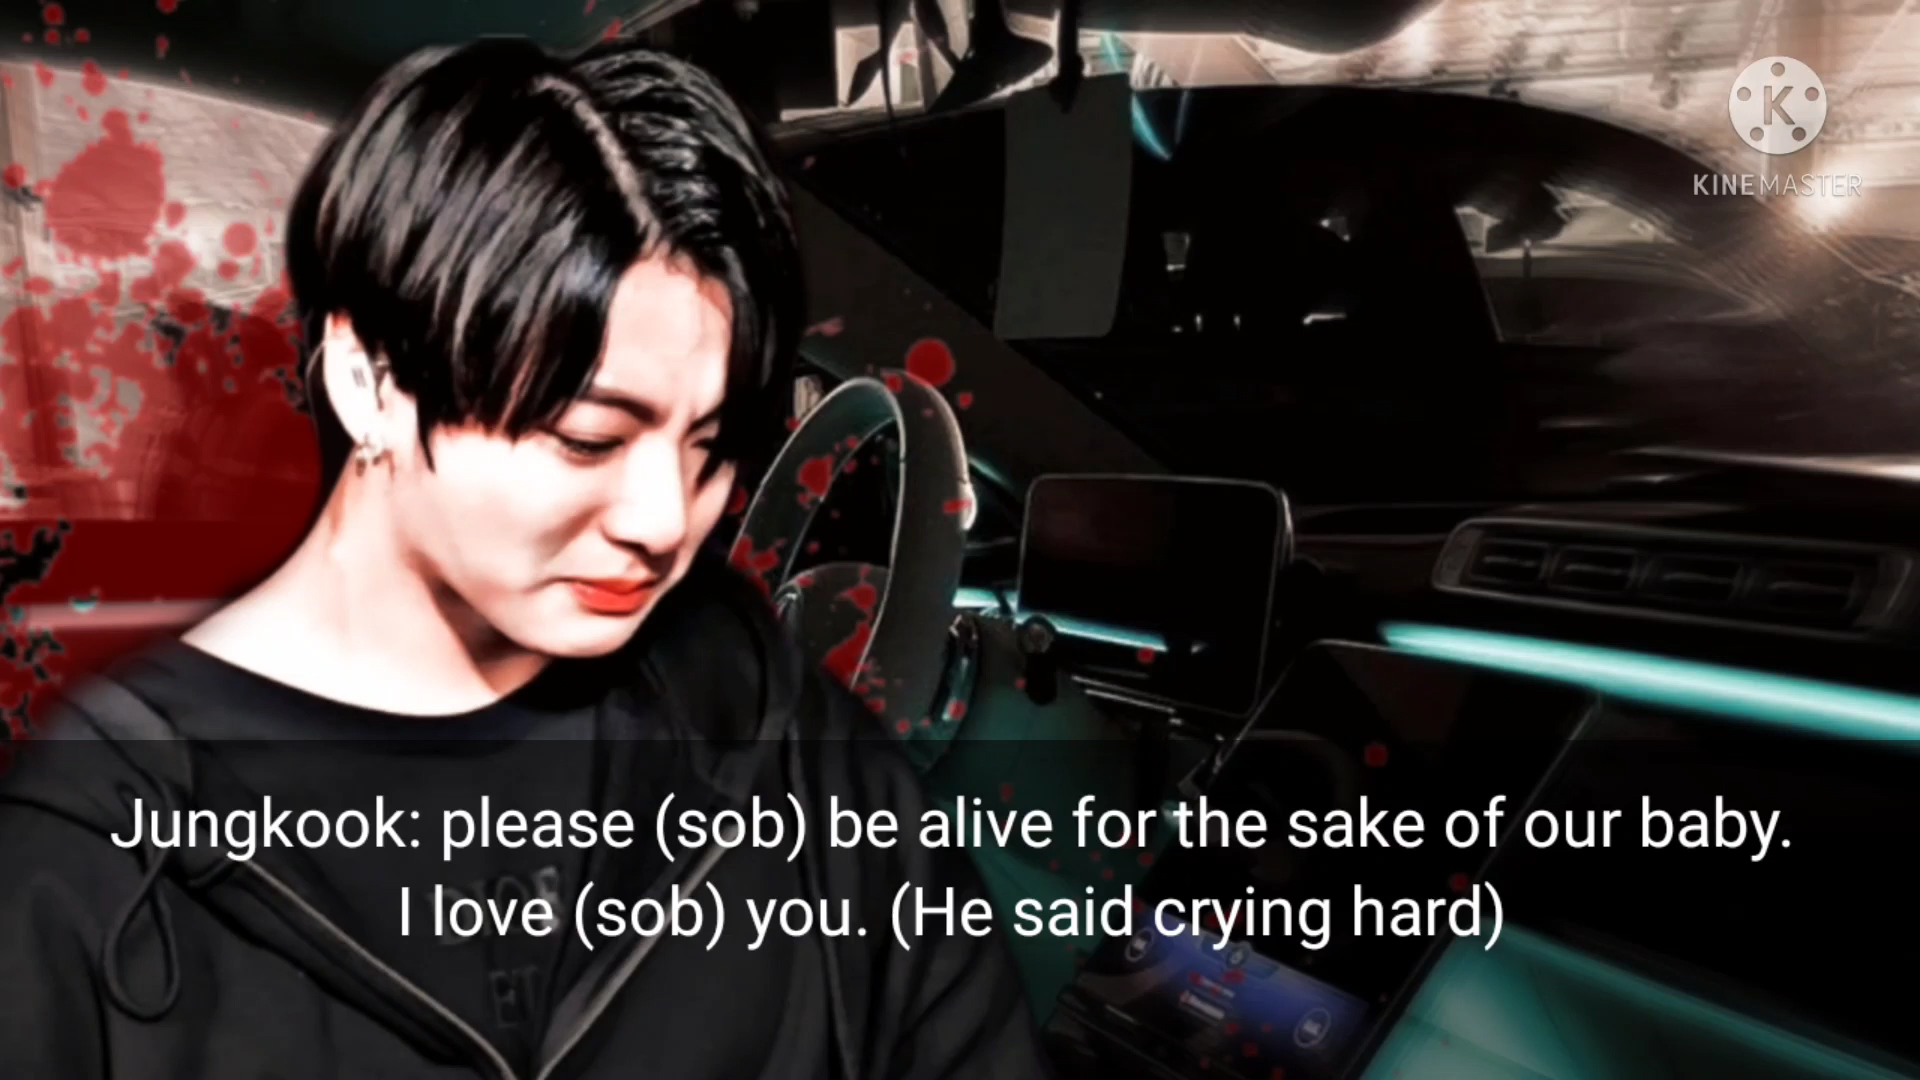 K
KINEMASTER
Jungkook: please (sob) be alive for the sake of our baby.
I love (sob) you. (He said crying hard)